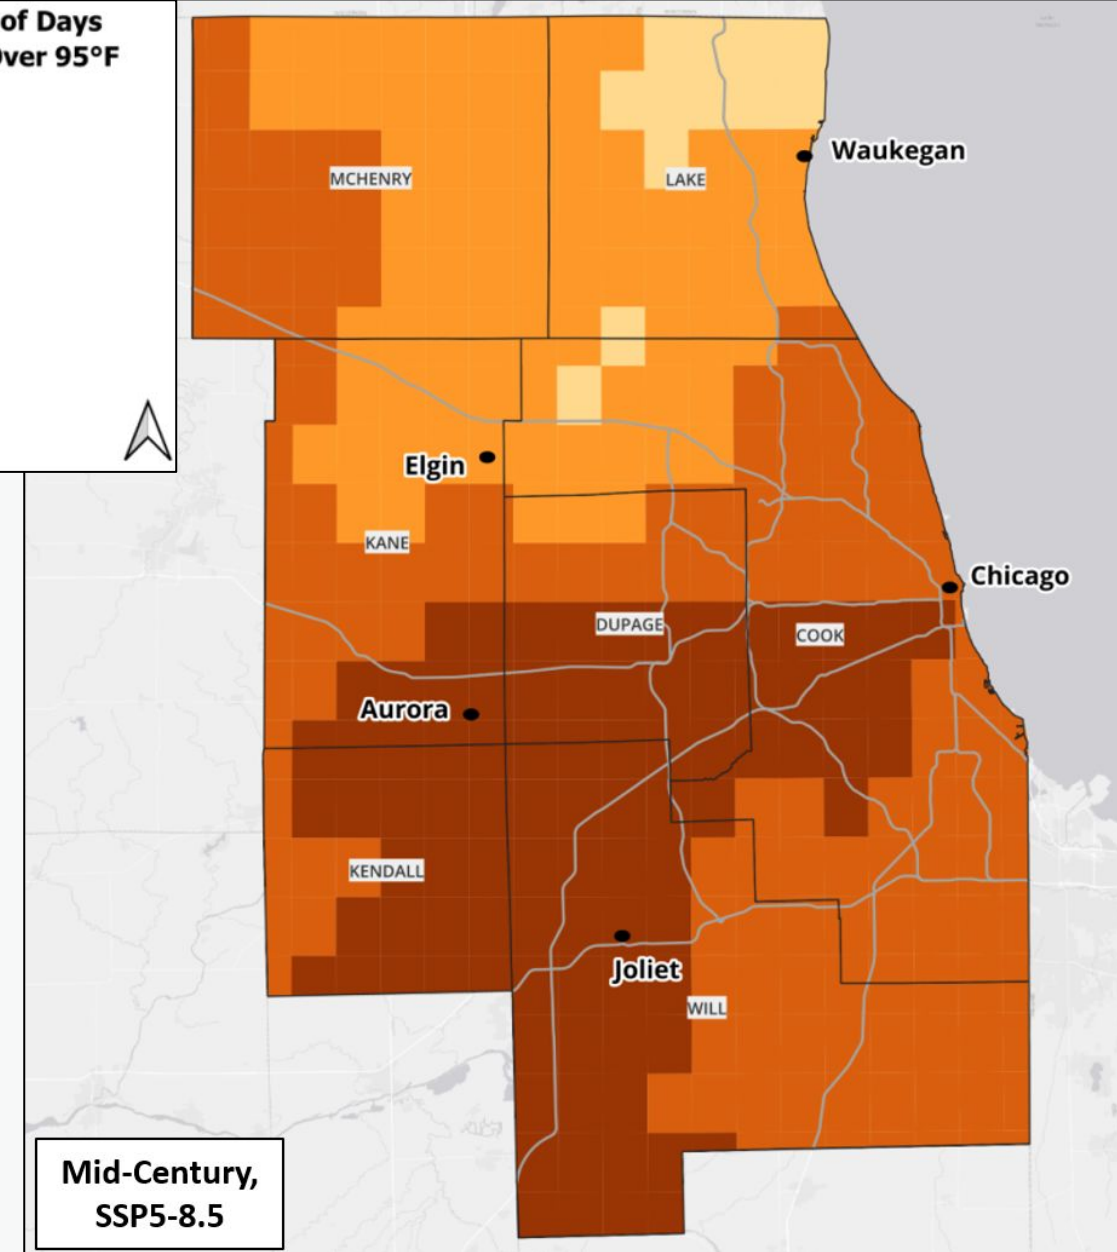 of Days
Over 95°F
Waukegan
MCHENRY
LAKE
Elgin
KANE
Chicago
DUPAGE
COOK
Aurora
KENDALL
Joliet
WILL
Mid-Century,
SSP5-8.5